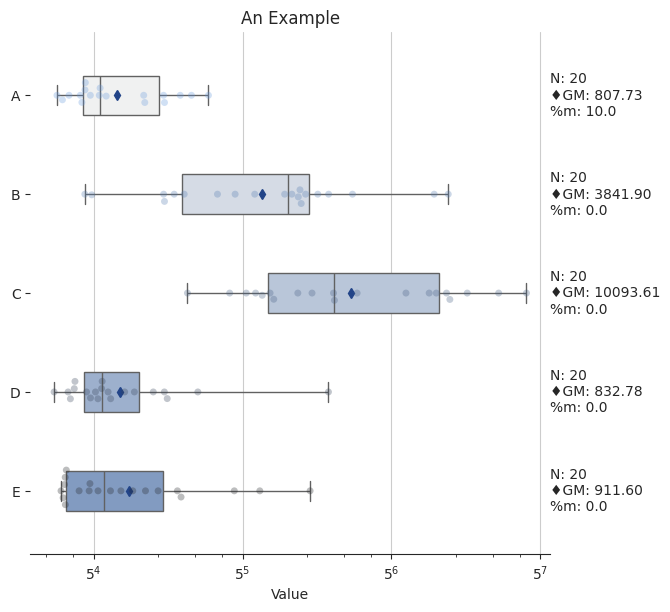 An Example
A
N: 20
♦GM: 807.73
%m: 10.0
B
N: 20
♦GM: 3841.90
%m: 0.0
C
N: 20
♦GM: 10093.61
%m: 0.0
D
N: 20
♦GM: 832.78
%m: 0.0
E
N: 20
♦GM: 911.60
%m: 0.0
5⁴ 5⁵ 5⁶ 5⁷
Value